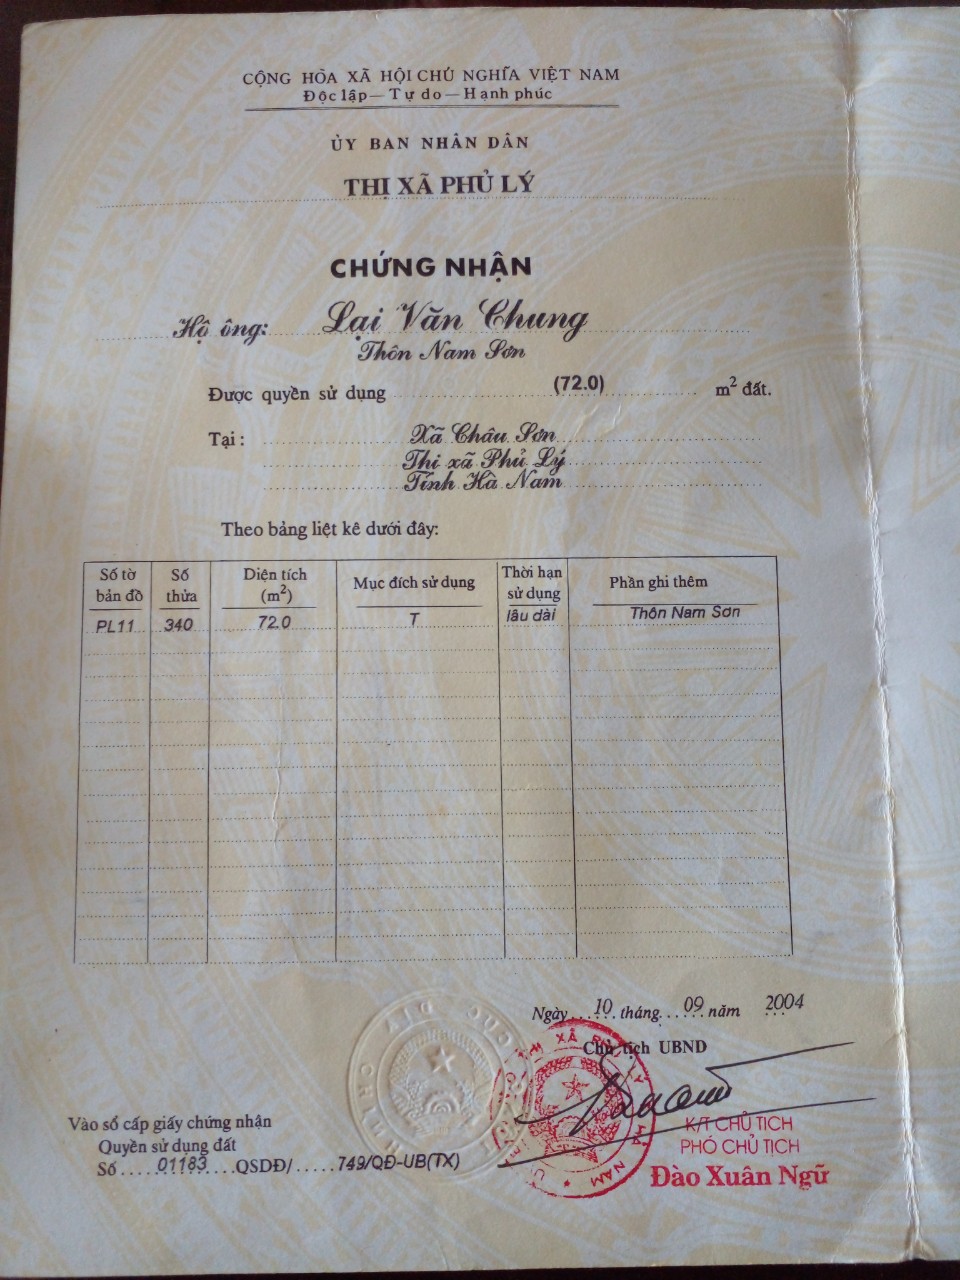 CỘNG HÒA XÃ HỘI CHỦ NGHĨA VIỆT NAM
Độc lập — Tự do — Hạnh phúc
ỦY BAN NHÂN DÂN
THỊ XÃ PHỦ LÝ
CHỨNG NHẬN
Hộ ông: Lại Văn Chung
Thôn Nam Sơn
Được quyền sử dụng (72.0) m² đất.
Tại : Xã Châu Sơn
Thị xã Phủ Lý
Tỉnh Hà Nam
Theo bảng liệt kê dưới đây:
Số tờ bản đồ Số thửa Diện tích (m²) Mục đích sử dụng Thời hạn sử dụng Phần ghi thêm
PL11 340 72.0 T lâu dài Thôn Nam Sơn
Ngày 10 tháng 09 năm 2004
Chủ tịch UBND
K/T CHỦ TỊCH
PHÓ CHỦ TỊCH
Đào Xuân Ngữ
Vào sổ cấp giấy chứng nhận
Quyền sử dụng đất
Số 01183 QSDĐ/ 749/QĐ-UB(TX)